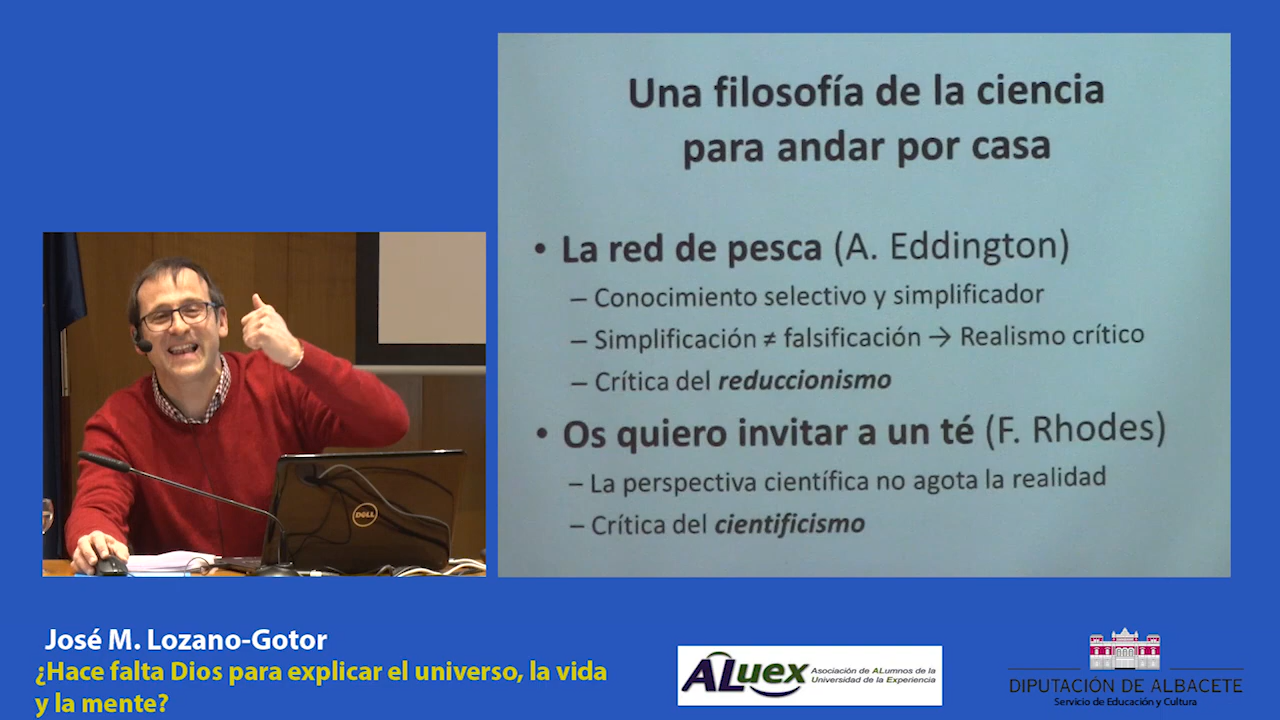 Una filosofía de la ciencia
para andar por casa
• La red de pesca (A. Eddington)
– Conocimiento selectivo y simplificador
– Simplificación ≠ falsificación → Realismo crítico
– Crítica del reduccionismo
• Os quiero invitar a un té (F. Rhodes)
– La perspectiva científica no agota la realidad
– Crítica del cientificismo
DELL
José M. Lozano-Gotor
¿Hace falta Dios para explicar el universo, la vida
y la mente?
ALuex
Asociación de ALumnos de la
Universidad de la Experiencia
DIPUTACIÓN DE ALBACETE
Servicio de Educación y Cultura